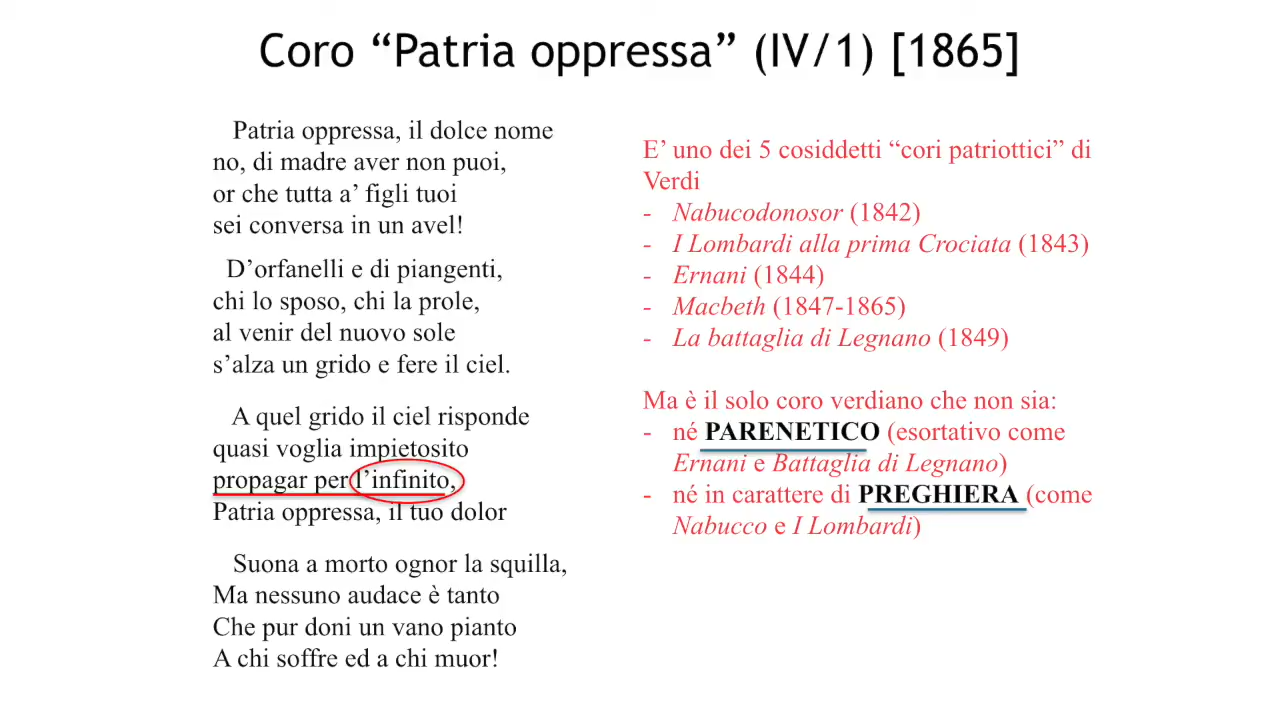 Coro “Patria oppressa” (IV/1) [1865]
Patria oppressa, il dolce nome
no, di madre aver non puoi,
or che tutta a’ figli tuoi
sei conversa in un avel!
D’orfanelli e di piangenti,
chi lo sposo, chi la prole,
al venir del nuovo sole
s’alza un grido e fere il ciel.
A quel grido il ciel risponde
quasi voglia impietosito
propagar per l’infinito,
Patria oppressa, il tuo dolor
Suona a morto ognor la squilla,
Ma nessuno audace è tanto
Che pur doni un vano pianto
A chi soffre ed a chi muor!
E’ uno dei 5 cosiddetti “cori patriottici” di
Verdi
- Nabucodonosor (1842)
- I Lombardi alla prima Crociata (1843)
- Ernani (1844)
- Macbeth (1847-1865)
- La battaglia di Legnano (1849)
Ma è il solo coro verdiano che non sia:
- né PARENETICO (esortativo come
Ernani e Battaglia di Legnano)
- né in carattere di PREGHIERA (come
Nabucco e I Lombardi)